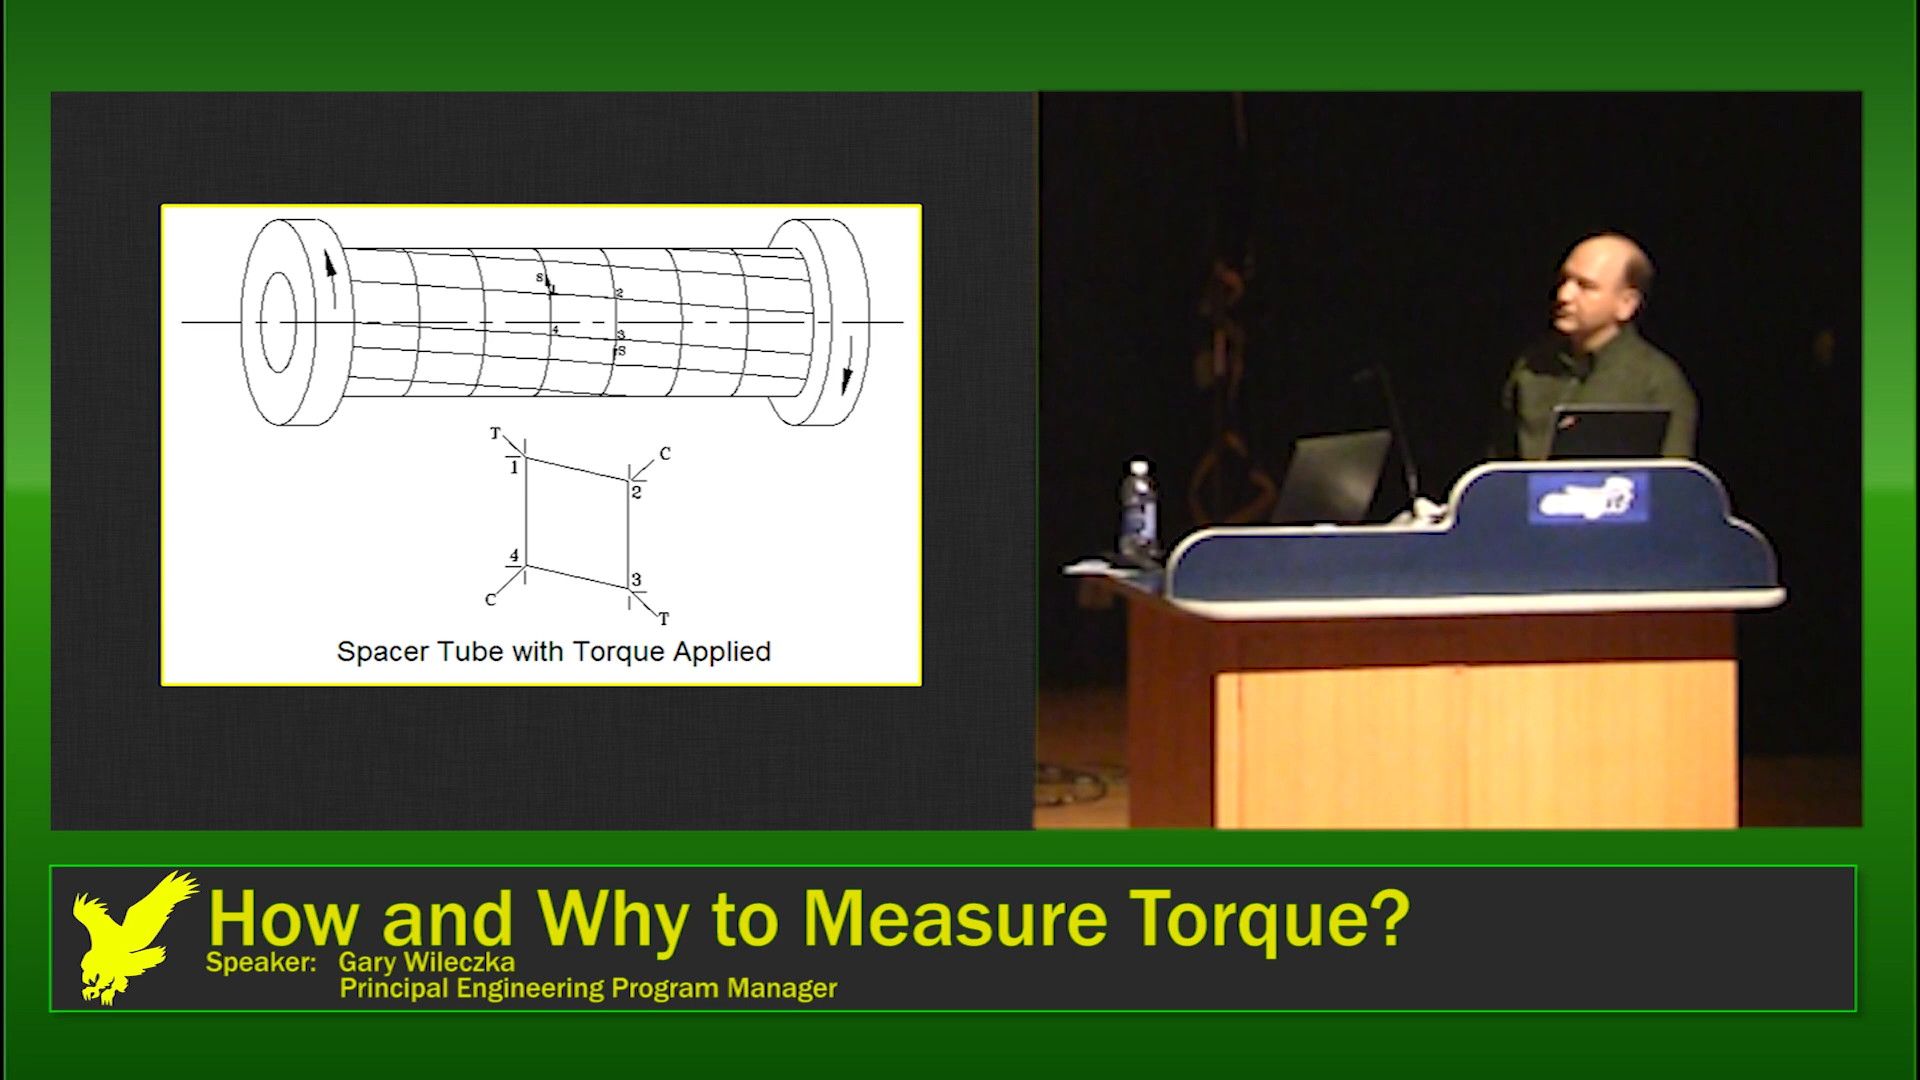 S
1
2
4
3
S
T
C
1
2
4
3
C
T
Spacer Tube with Torque Applied
How and Why to Measure Torque?
Speaker: Gary Wileczka
Principal Engineering Program Manager